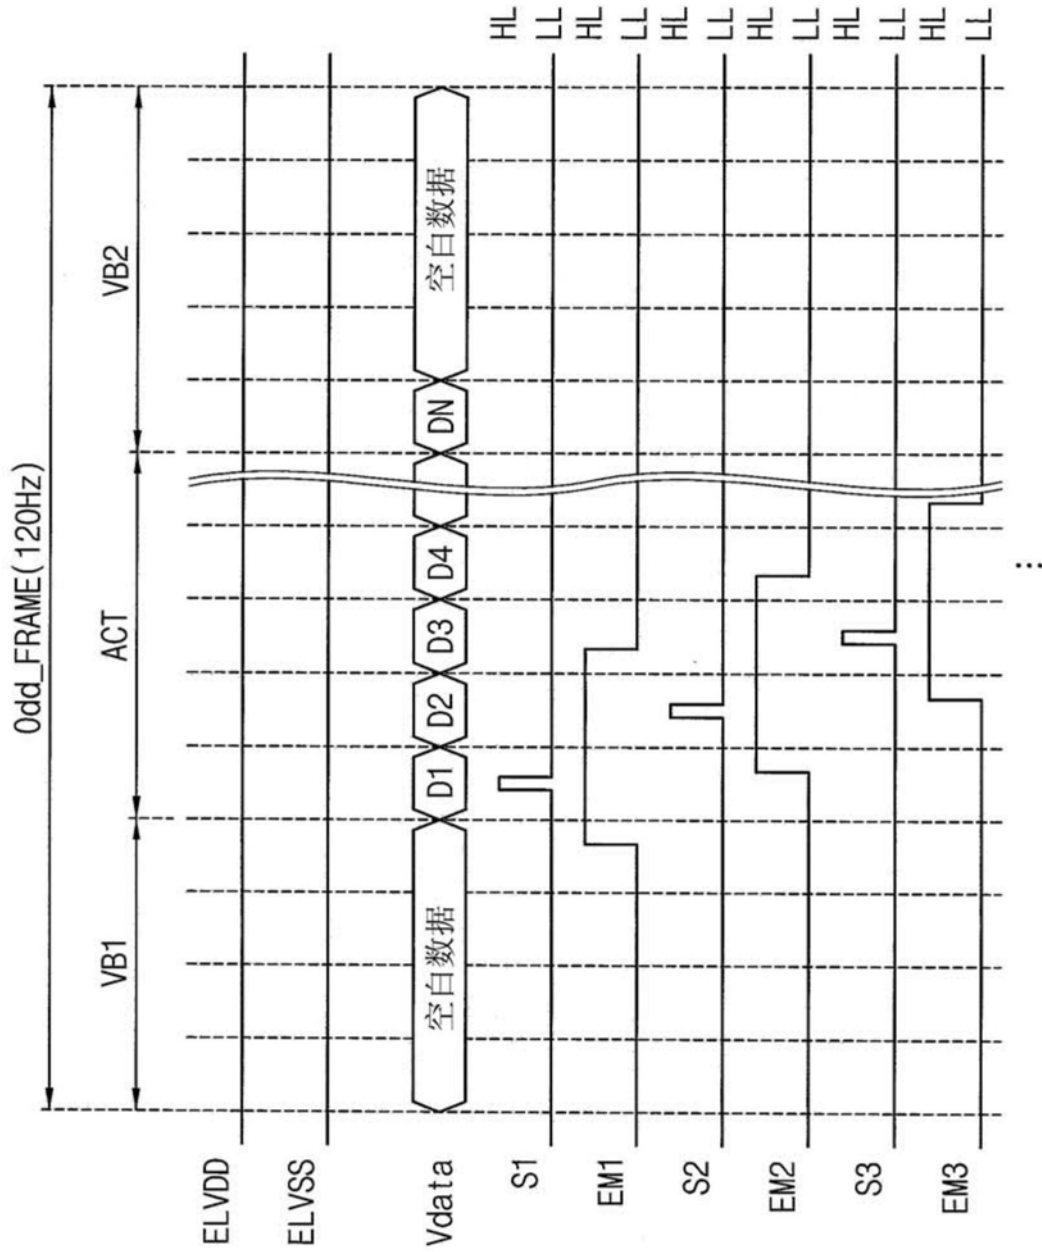 Odd_FRAME(120Hz)
VB1 ACT VB2
ELVDD
ELVSS
Vdata 空白数据 D1 D2 D3 D4 DN 空白数据
S1 HL
LL
EM1 HL
LL
S2 HL
LL
EM2 HL
LL
S3 HL
LL
EM3 HL
LL
...